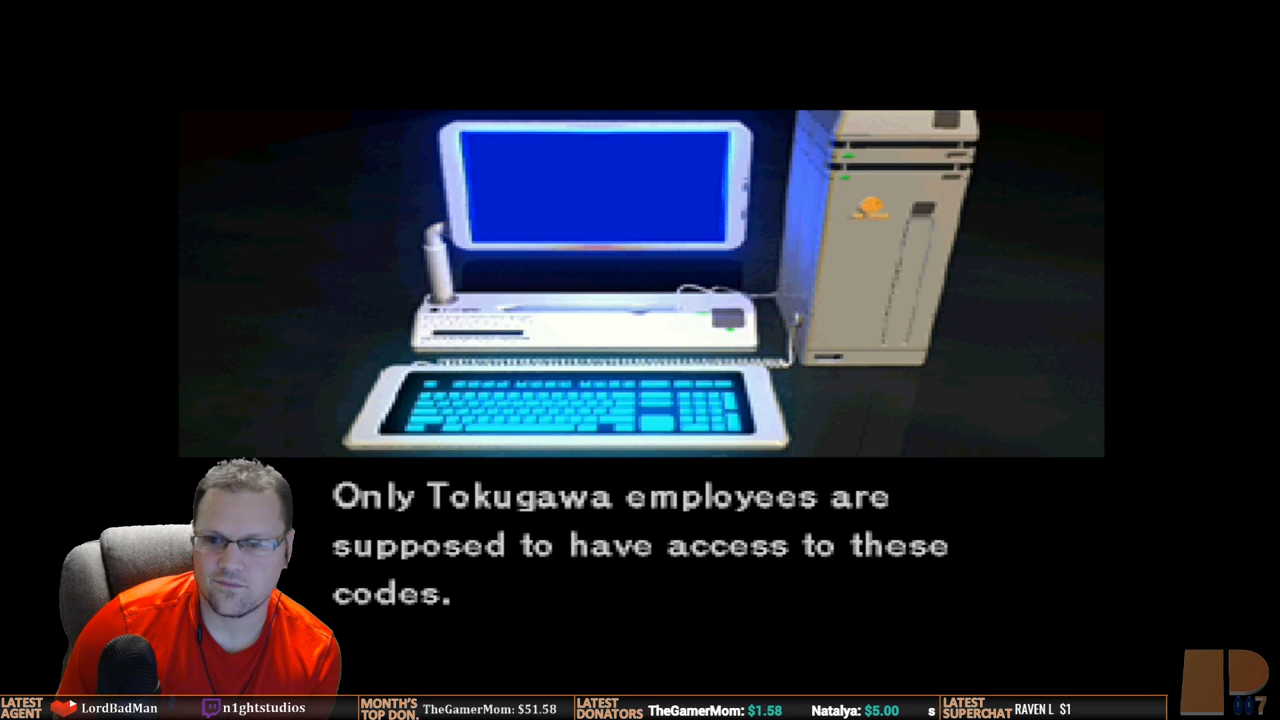 Only Tokugawa employees are
supposed to have access to these
codes.
LATEST
AGENT
LordBadMan
n1ghtstudios
MONTH'S
TOP DON.
TheGamerMom: $51.58
LATEST
DONATORS
TheGamerMom: $1.58
Natalya: $5.00
s
LATEST
SUPERCHAT
RAVEN L $1
P
007